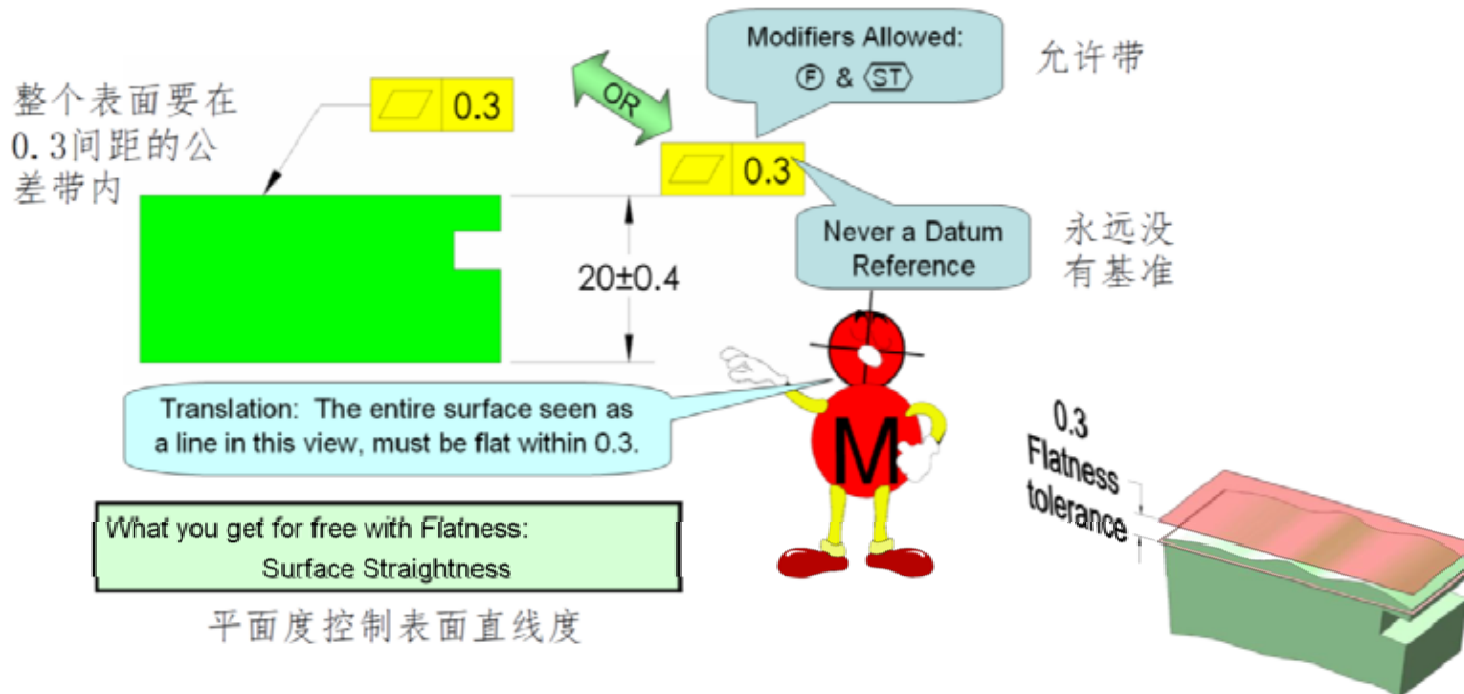 Modifiers Allowed:
Ⓕ & ST
允许带
整个表面要在
0.3间距的公
差带内
0.3
OR
0.3
Never a Datum
Reference
永远没
有基准
20±0.4
Translation: The entire surface seen as
a line in this view, must be flat within 0.3.
M
0.3
Flatness
tolerance
What you get for free with Flatness:
Surface Straightness
平面度控制表面直线度